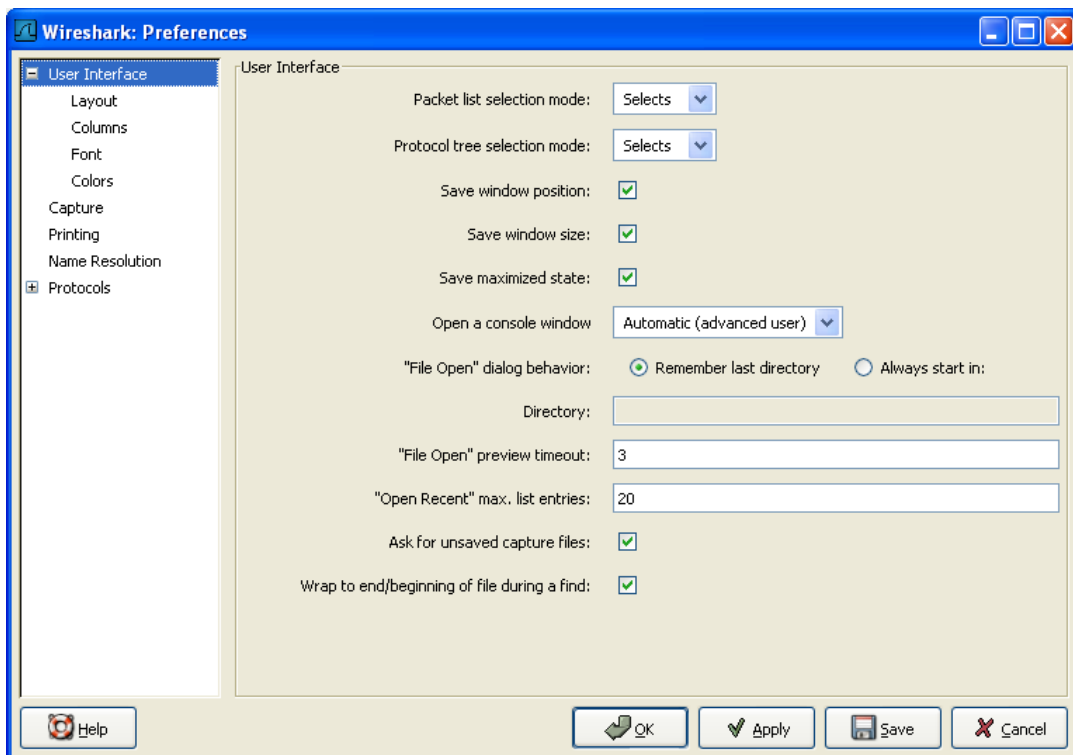 Wireshark: Preferences
User Interface
Layout
Columns
Font
Colors
Capture
Printing
Name Resolution
Protocols
User Interface
Packet list selection mode: Selects
Protocol tree selection mode: Selects
Save window position:
Save window size:
Save maximized state:
Open a console window Automatic (advanced user)
"File Open" dialog behavior: Remember last directory Always start in:
Directory:
"File Open" preview timeout: 3
"Open Recent" max. list entries: 20
Ask for unsaved capture files:
Wrap to end/beginning of file during a find:
Help OK Apply Save Cancel